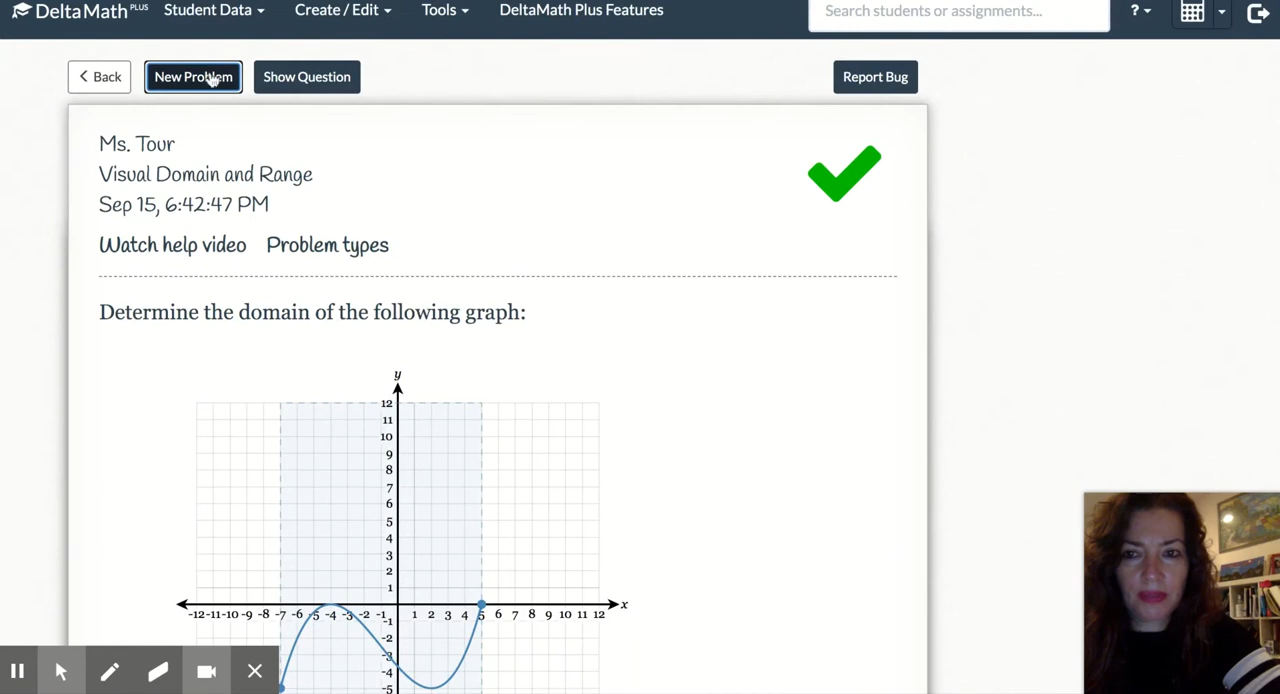 DeltaMath PLUS Student Data Create / Edit Tools DeltaMath Plus Features Search students or assignments... ?
Back New Problem Show Question Report Bug
Ms. Tour
Visual Domain and Range
Sep 15, 6:42:47 PM
Watch help video Problem types
Determine the domain of the following graph:
y
12
11
10
9
8
7
6
5
4
3
2
1
x
-12 -11 -10 -9 -8 -7 -6 -5 -4 -3 -2 -1 1 2 3 4 5 6 7 8 9 10 11 12
-1
-2
-3
-4
-5